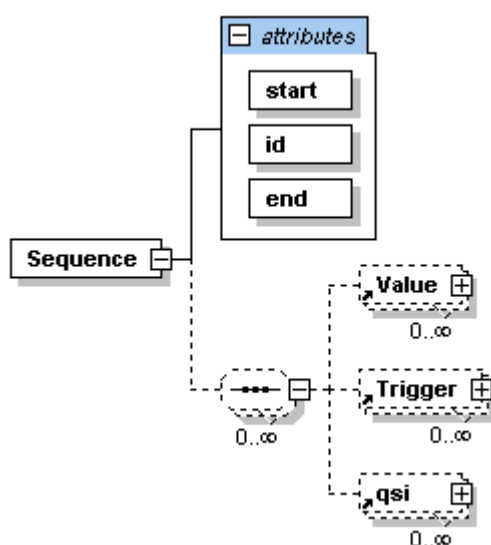 attributes
start
id
end
Sequence
Value
0..∞
Trigger
0..∞
0..∞
qsi
0..∞